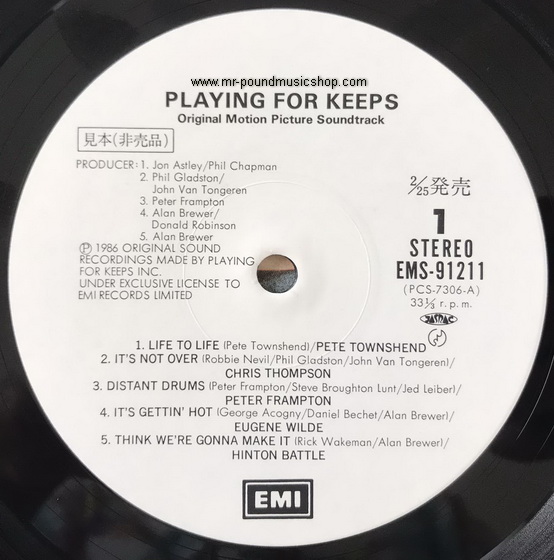 www.mr-poundmusicshop.com
PLAYING FOR KEEPS
Original Motion Picture Soundtrack
見本(非売品)
PRODUCER: 1. Jon Astley/Phil Chapman
2. Phil Gladston/
John Van Tongeren
3. Peter Frampton
4. Alan Brewer/
Donald Robinson
5. Alan Brewer
Ⓟ 1986 ORIGINAL SOUND
RECORDINGS MADE BY PLAYING
FOR KEEPS INC.
UNDER EXCLUSIVE LICENSE TO
EMI RECORDS LIMITED
2/25発売
1
STEREO
EMS-91211
(PCS-7306-A)
33⅓ r.p.m.
JASRAC
1. LIFE TO LIFE (Pete Townshend)/PETE TOWNSHEND
2. IT'S NOT OVER (Robbie Nevil/Phil Gladston/John Van Tongeren)/
CHRIS THOMPSON
3. DISTANT DRUMS (Peter Frampton/Steve Broughton Lunt/Jed Leiber)/
PETER FRAMPTON
4. IT'S GETTIN' HOT (George Acogny/Daniel Bechet/Alan Brewer)/
EUGENE WILDE
5. THINK WE'RE GONNA MAKE IT (Rick Wakeman/Alan Brewer)/
HINTON BATTLE
EMI